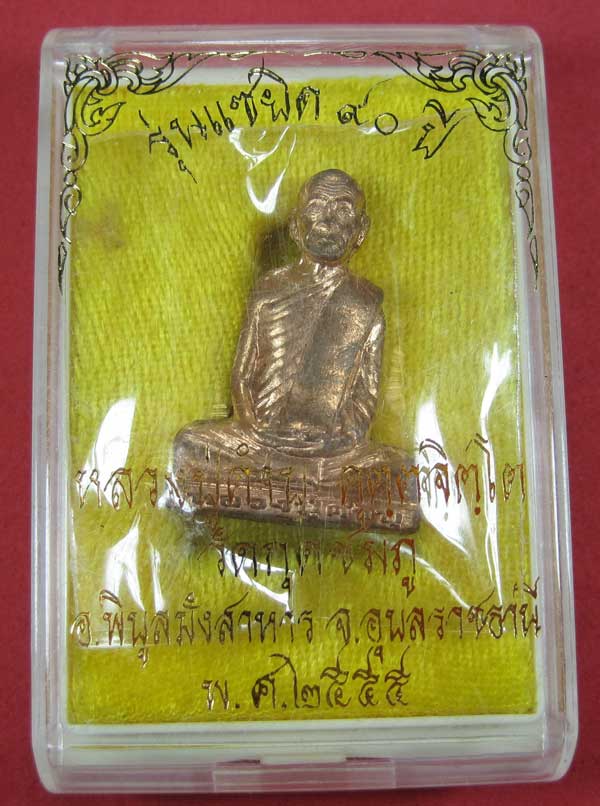 รุ่นแซยิด ๙๐ ปี
หลวงปู่คำบุ คุตฺตจิตฺโต
วัดกุดชมภู
อ.พิบูลมังสาหาร จ.อุบลราชธานี
พ.ศ.๒๕๕๕